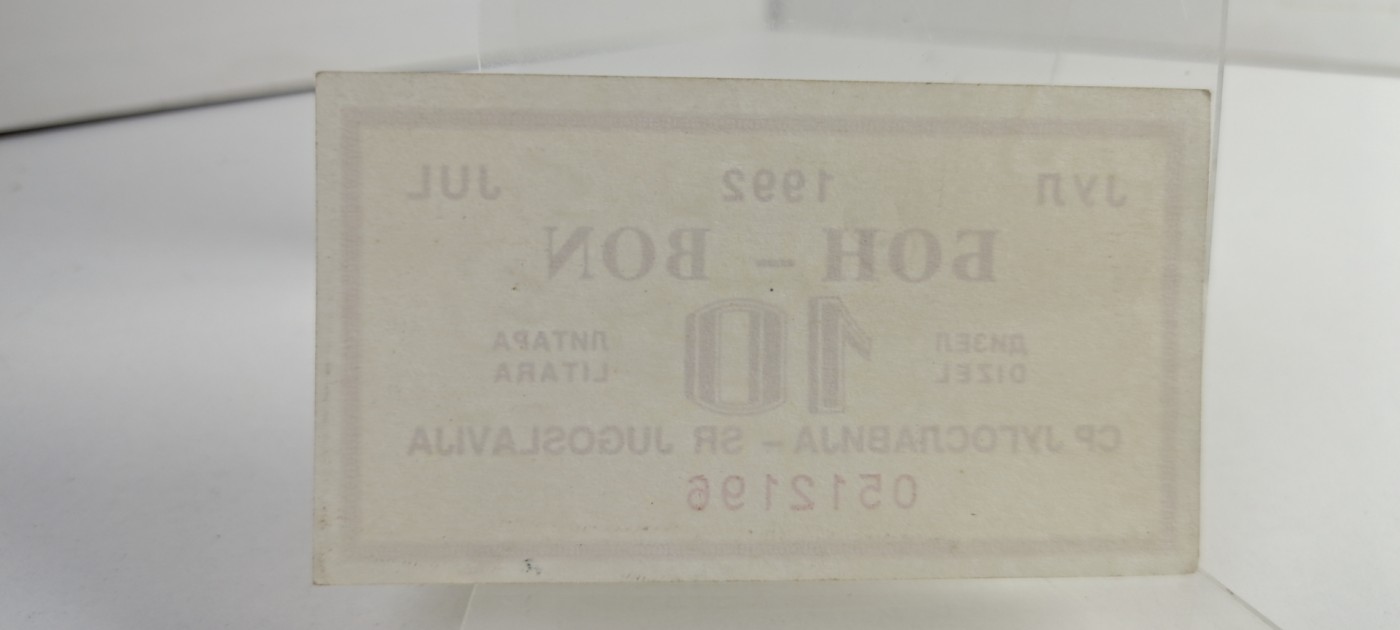 ЈУЛ 1992 JUL
БОН – BON
ДИЗЕЛ 10 ЛИТАРА
DIZEL LITARA
СР ЈУГОСЛАВИЈА – SR JUGOSLAVIJA
0512196